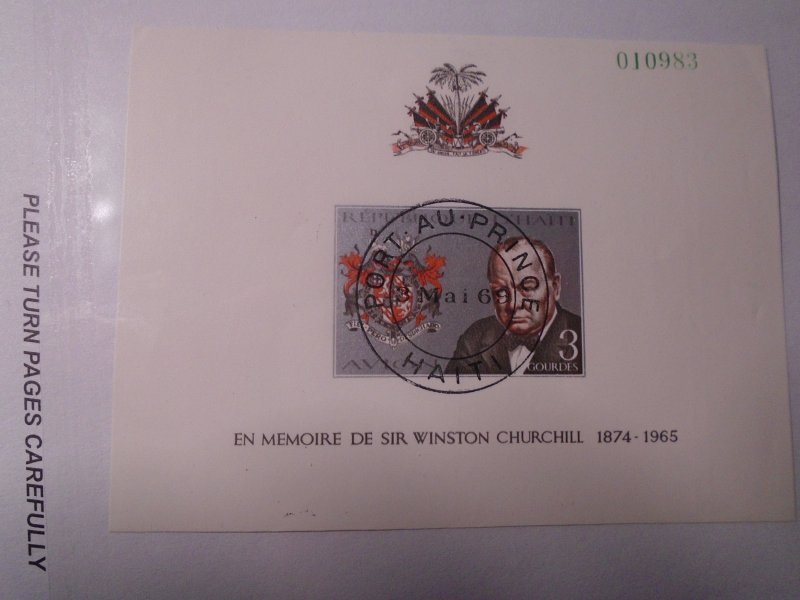 PLEASE TURN PAGES CAREFULLY
010983
RÉPUBLIQUE D'HAITI
PORT-AU-PRINCE
3 Mai 69
HAITI
3
GOURDES
EN MEMOIRE DE SIR WINSTON CHURCHILL 1874-1965